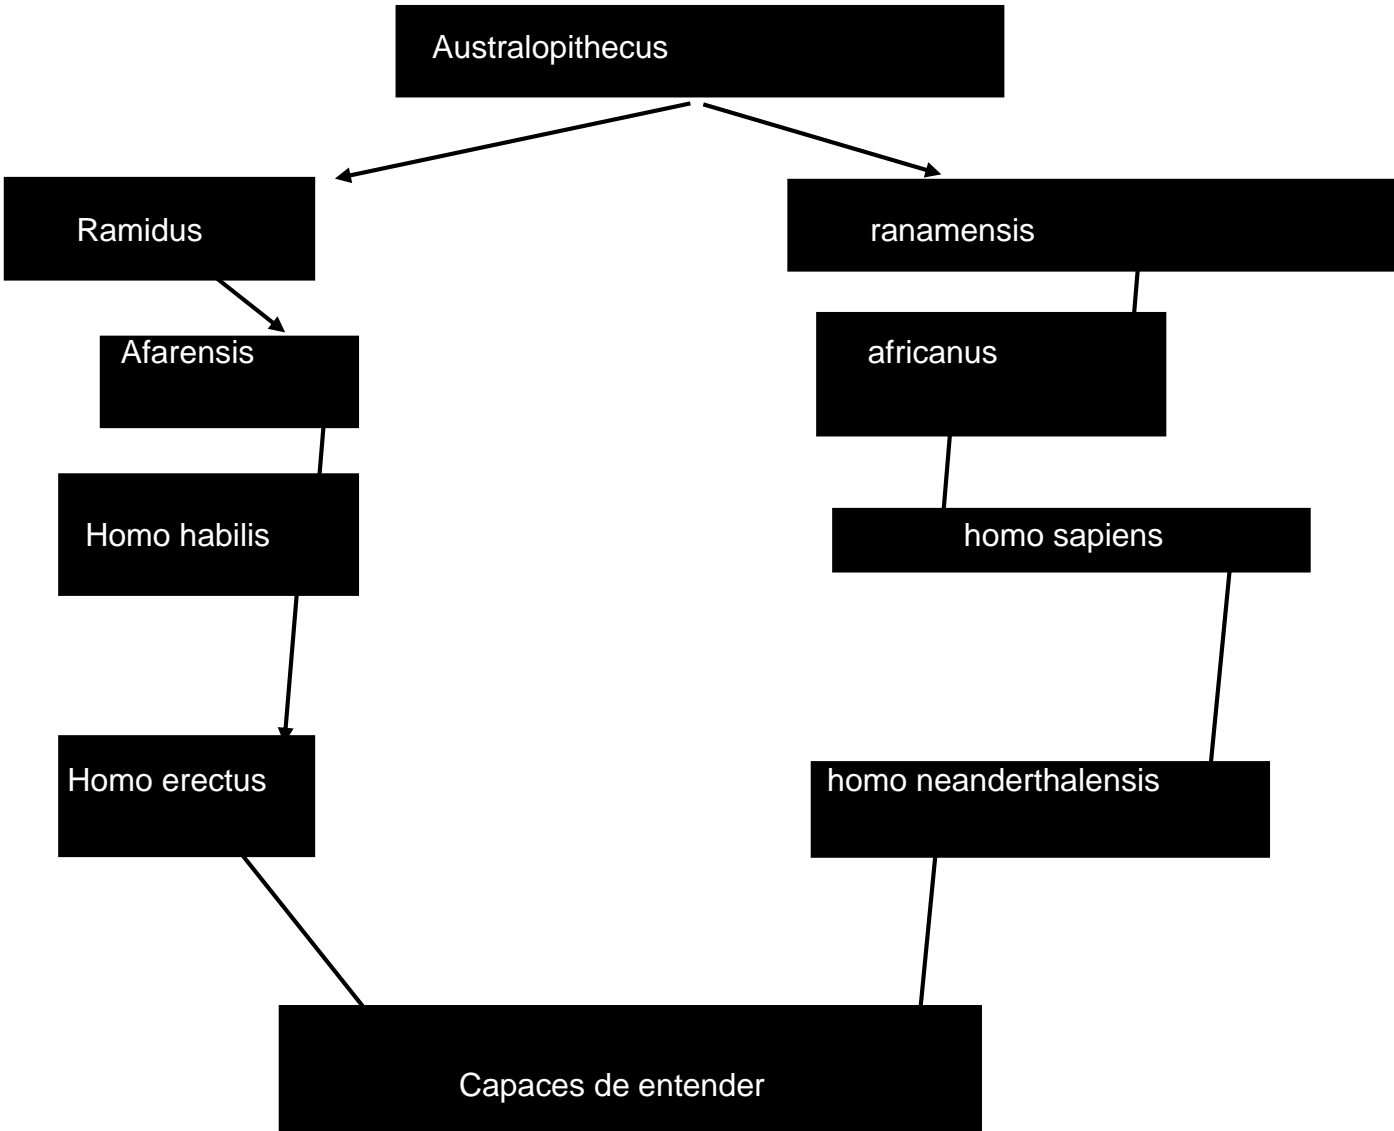 Australopithecus
Ramidus
ranamensis
Afarensis
africanus
Homo habilis
homo sapiens
Homo erectus
homo neanderthalensis
Capaces de entender